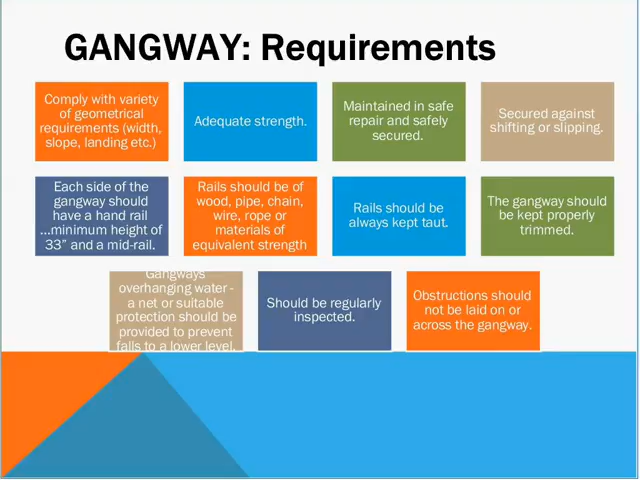 GANGWAY: Requirements
Comply with variety
of geometrical
requirements (width,
slope, landing etc.)
Adequate strength.
Maintained in safe
repair and safely
secured.
Secured against
shifting or slipping.
Each side of the
gangway should
have a hand rail
...minimum height of
33” and a mid-rail.
Rails should be of
wood, pipe, chain,
wire, rope or
materials of
equivalent strength
Rails should be
always kept taut.
The gangway should
be kept properly
trimmed.
Gangways
overhanging water -
a net or suitable
protection should be
provided to prevent
falls to a lower level.
Should be regularly
inspected.
Obstructions should
not be laid on or
across the gangway.